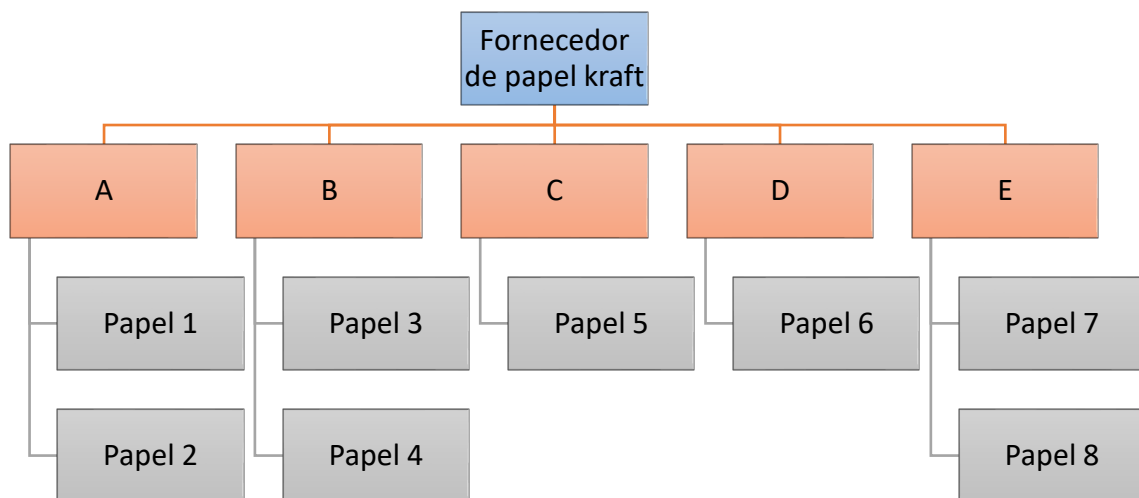 Fornecedor
de papel kraft
A
B
C
D
E
Papel 1
Papel 3
Papel 5
Papel 6
Papel 7
Papel 2
Papel 4
Papel 8